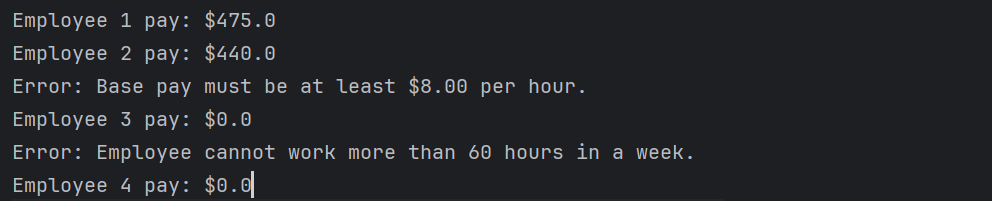 Employee 1 pay: $475.0
Employee 2 pay: $440.0
Error: Base pay must be at least $8.00 per hour.
Employee 3 pay: $0.0
Error: Employee cannot work more than 60 hours in a week.
Employee 4 pay: $0.0